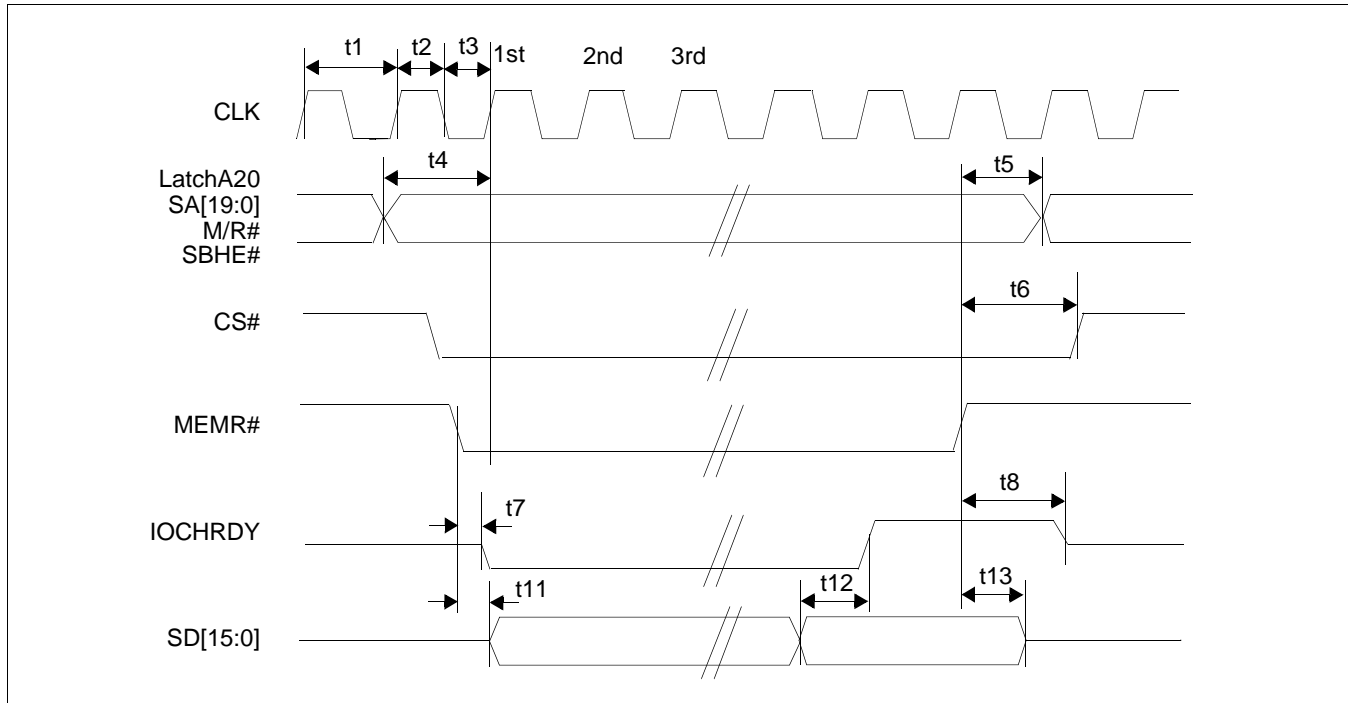 t1 t2 t3 1st 2nd 3rd
CLK
t4 t5
LatchA20
SA[19:0]
M/R#
SBHE#
t6
CS#
MEMR#
t7 t8
IOCHRDY
t11 t12 t13
SD[15:0]